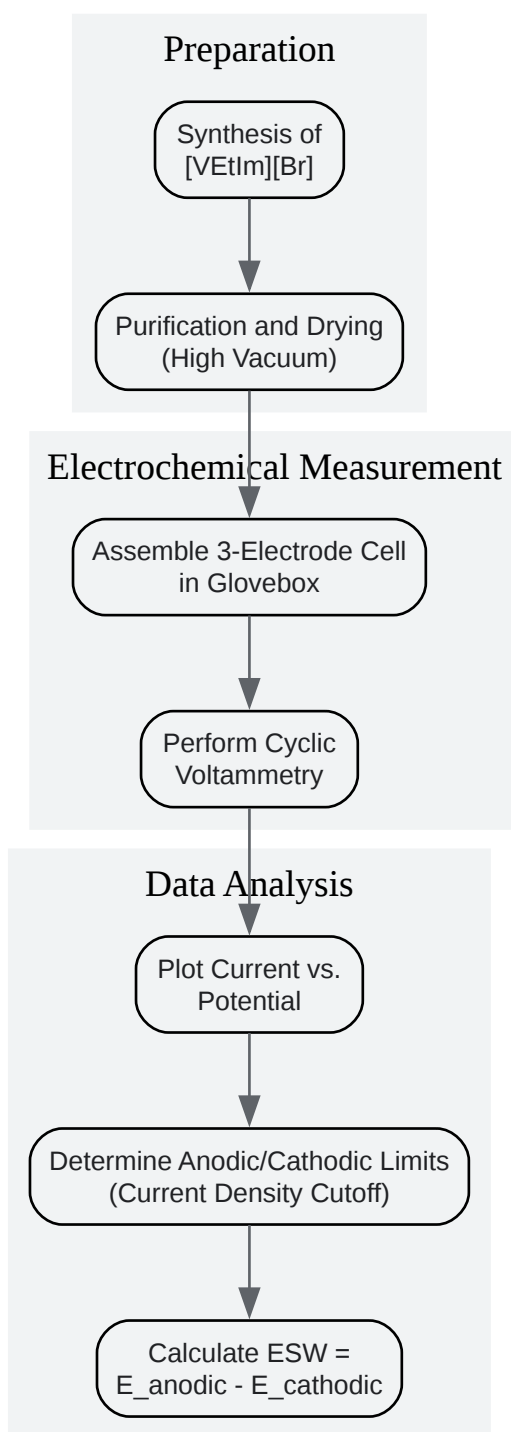 Preparation
Synthesis of
[VEtIm][Br]
Purification and Drying
(High Vacuum)
Electrochemical Measurement
Assemble 3-Electrode Cell
in Glovebox
Perform Cyclic
Voltammetry
Data Analysis
Plot Current vs.
Potential
Determine Anodic/Cathodic Limits
(Current Density Cutoff)
Calculate ESW =
E_anodic - E_cathodic